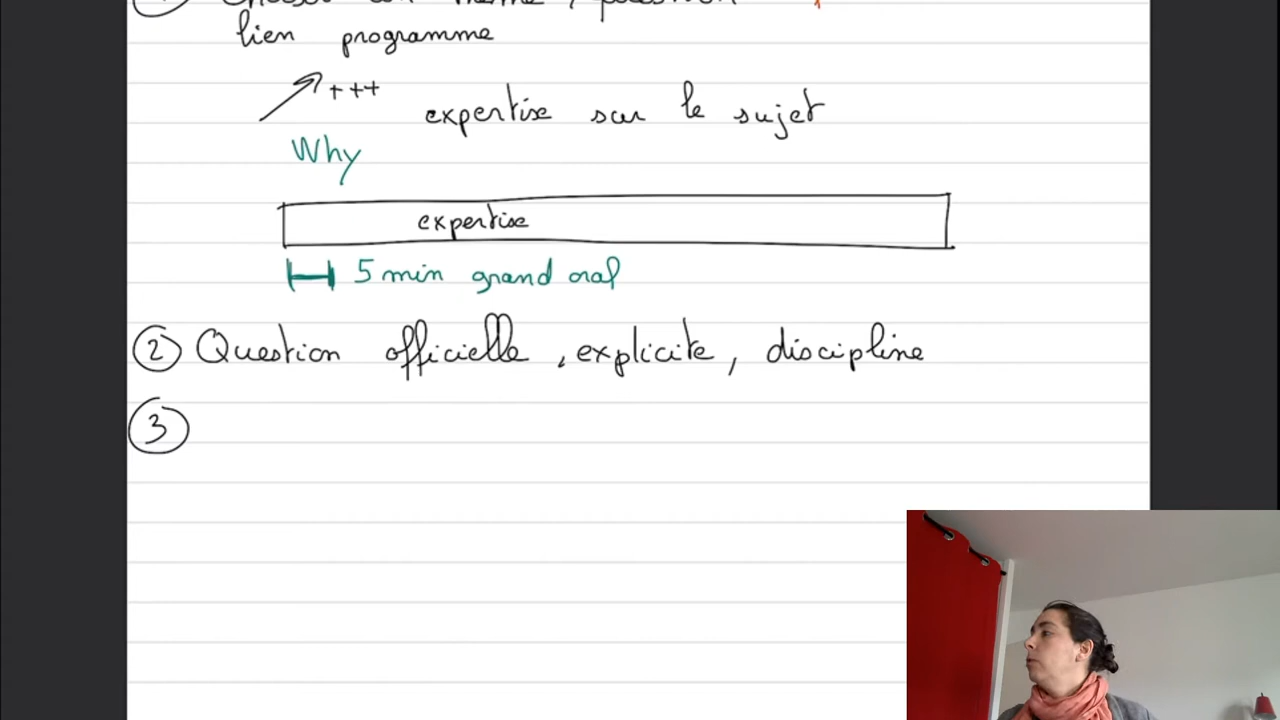 lien programme
+++ expertise sur le sujet
Why
expertise
5 min grand oral
② Question officielle, explicite, discipline
③